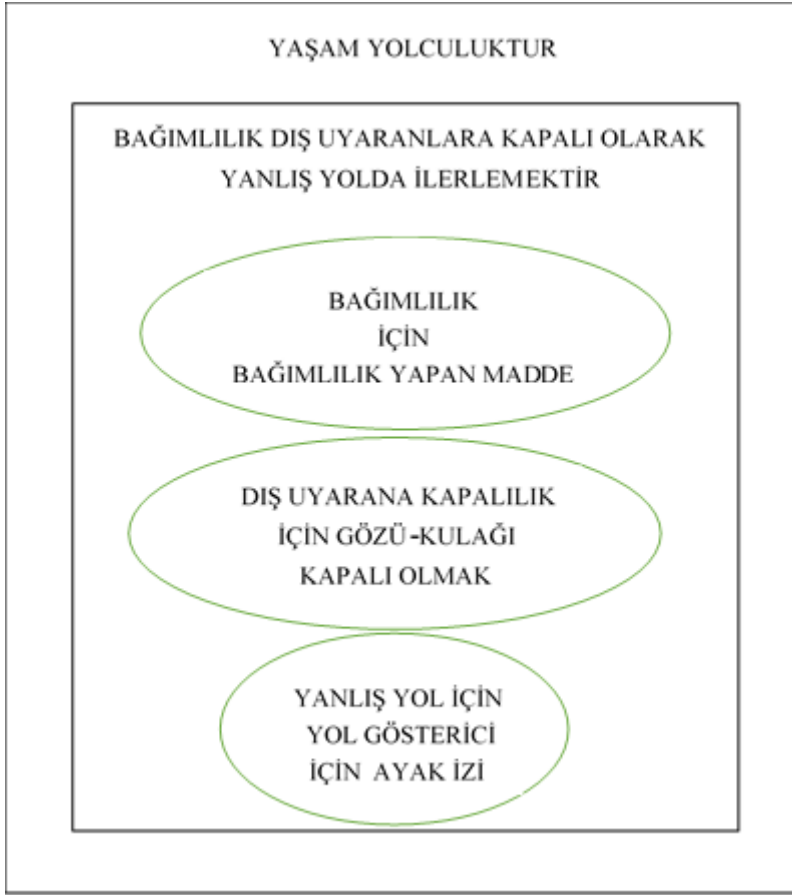 YAŞAM YOLCULUKTUR
BAĞIMLILIK DIŞ UYARANLARA KAPALI OLARAK
YANLIŞ YOLDA İLERLEMEKTİR
BAĞIMLILIK
İÇİN
BAĞIMLILIK YAPAN MADDE
DIŞ UYARANA KAPALILIK
İÇİN GÖZÜ-KULAĞI
KAPALI OLMAK
YANLIŞ YOL İÇİN
YOL GÖSTERİCİ
İÇİN AYAK İZİ